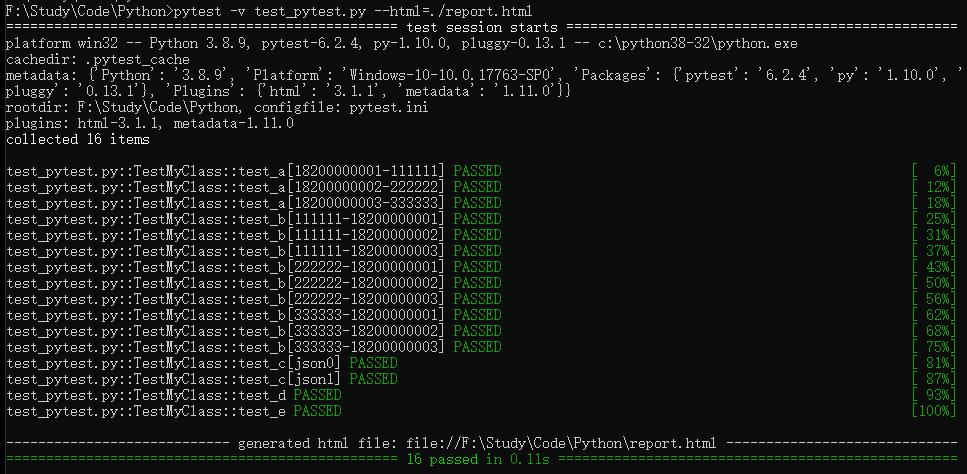 F:\Study\Code\Python>pytest -v test_pytest.py --html=./report.html
================================================= test session starts =================================================
platform win32 -- Python 3.8.9, pytest-6.2.4, py-1.10.0, pluggy-0.13.1 -- c:\python38-32\python.exe
cachedir: .pytest_cache
metadata: {'Python': '3.8.9', 'Platform': 'Windows-10-10.0.17763-SP0', 'Packages': {'pytest': '6.2.4', 'py': '1.10.0', '
pluggy': '0.13.1'}, 'Plugins': {'html': '3.1.1', 'metadata': '1.11.0'}}
rootdir: F:\Study\Code\Python, configfile: pytest.ini
plugins: html-3.1.1, metadata-1.11.0
collected 16 items
test_pytest.py::TestMyClass::test_a[18200000001-111111] PASSED [  6%]
test_pytest.py::TestMyClass::test_a[18200000002-222222] PASSED [ 12%]
test_pytest.py::TestMyClass::test_a[18200000003-333333] PASSED [ 18%]
test_pytest.py::TestMyClass::test_b[111111-18200000001] PASSED [ 25%]
test_pytest.py::TestMyClass::test_b[111111-18200000002] PASSED [ 31%]
test_pytest.py::TestMyClass::test_b[111111-18200000003] PASSED [ 37%]
test_pytest.py::TestMyClass::test_b[222222-18200000001] PASSED [ 43%]
test_pytest.py::TestMyClass::test_b[222222-18200000002] PASSED [ 50%]
test_pytest.py::TestMyClass::test_b[222222-18200000003] PASSED [ 56%]
test_pytest.py::TestMyClass::test_b[333333-18200000001] PASSED [ 62%]
test_pytest.py::TestMyClass::test_b[333333-18200000002] PASSED [ 68%]
test_pytest.py::TestMyClass::test_b[333333-18200000003] PASSED [ 75%]
test_pytest.py::TestMyClass::test_c[json0] PASSED [ 81%]
test_pytest.py::TestMyClass::test_c[json1] PASSED [ 87%]
test_pytest.py::TestMyClass::test_d PASSED [ 93%]
test_pytest.py::TestMyClass::test_e PASSED [100%]
---------------------------- generated html file: file://F:\Study\Code\Python\report.html -----------------------------
================================================= 16 passed in 0.11s ==================================================